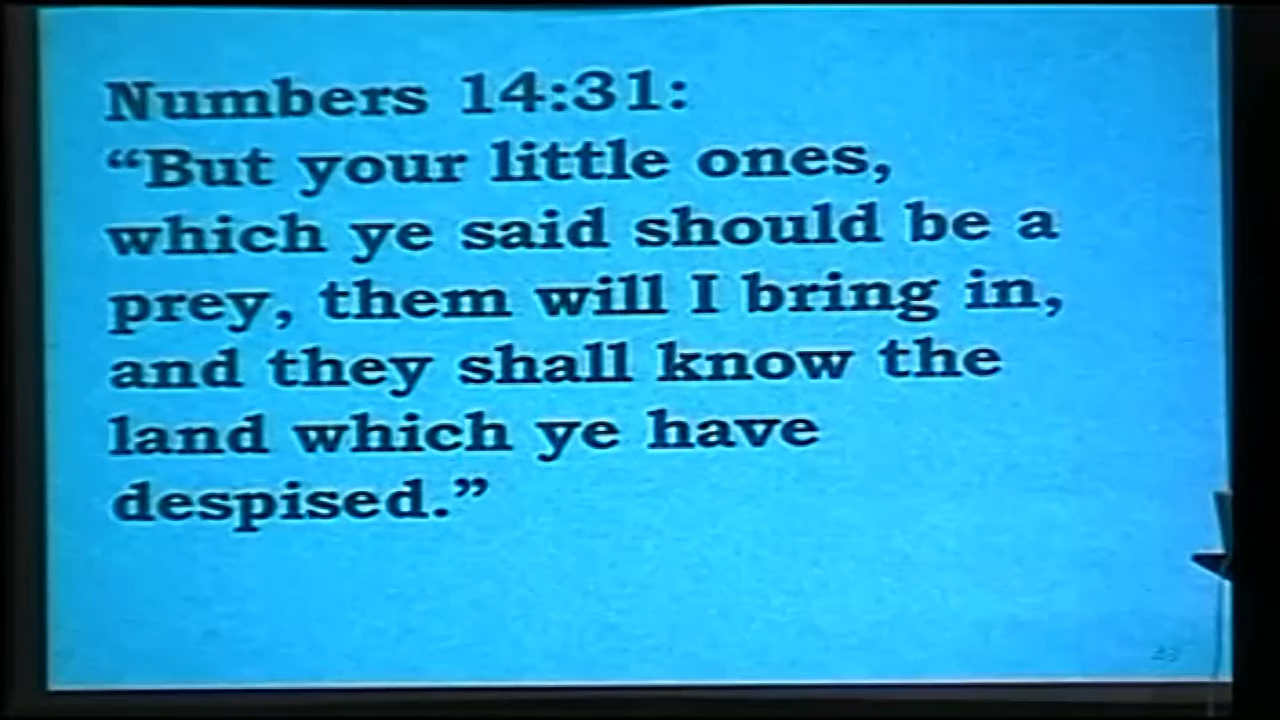 Numbers 14:31:
“But your little ones,
which ye said should be a
prey, them will I bring in,
and they shall know the
land which ye have
despised.”